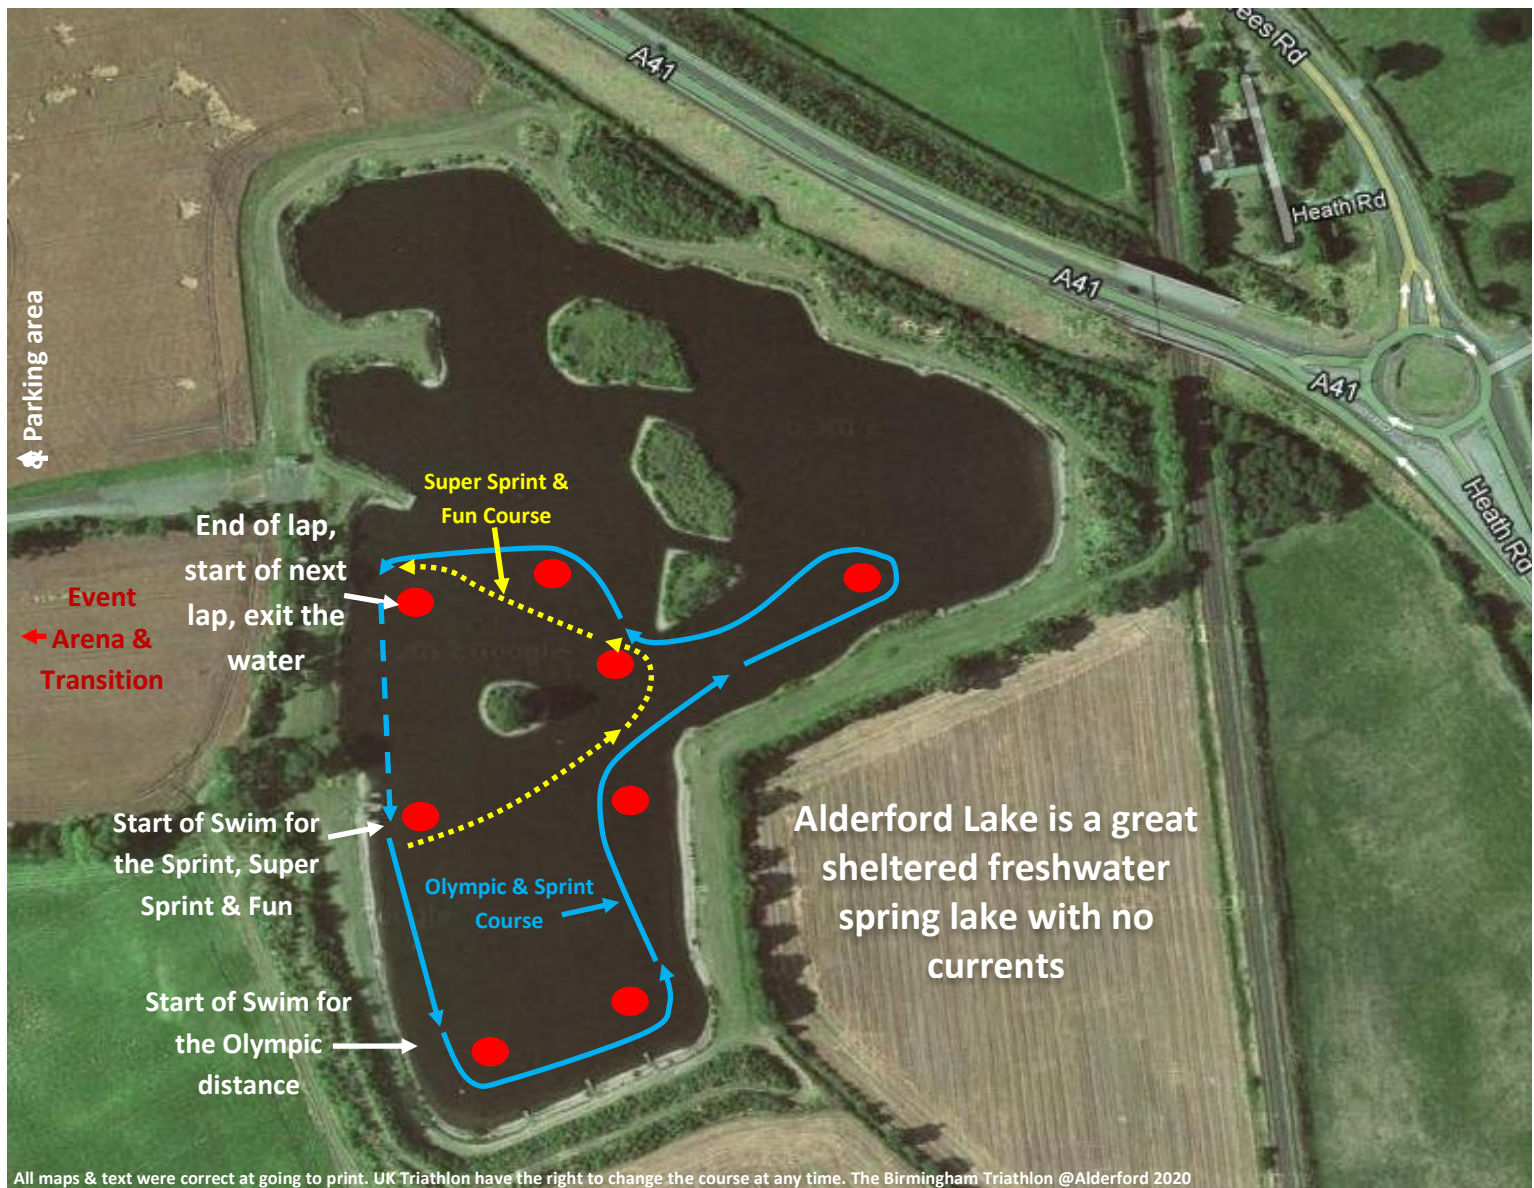 A41
rees Rd
Heath Rd
A41
A41
Heath Rd
& Parking area
Super Sprint &
Fun Course
End of lap,
start of next
lap, exit the
water
Event
Arena &
Transition
Google
Start of Swim for
the Sprint, Super
Sprint & Fun
Olympic & Sprint
Course
Alderford Lake is a great
sheltered freshwater
spring lake with no
currents
Start of Swim for
the Olympic
distance
All maps & text were correct at going to print. UK Triathlon have the right to change the course at any time. The Birmingham Triathlon @Alderford 2020